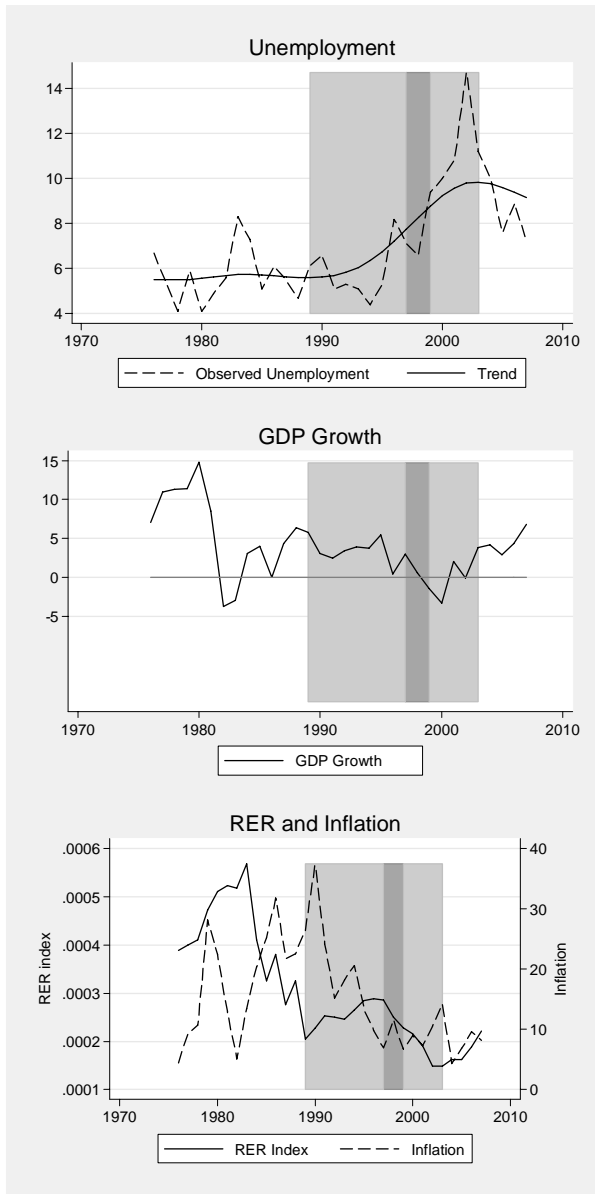 Unemployment
14
12
10
8
6
4
1970 1980 1990 2000 2010
Observed Unemployment Trend
GDP Growth
15
10
5
0
-5
1970 1980 1990 2000 2010
GDP Growth
RER and Inflation
.0006 40
.0005
30
.0004
20
.0003
10
.0002
.0001 0
RER index
Inflation
1970 1980 1990 2000 2010
RER Index Inflation